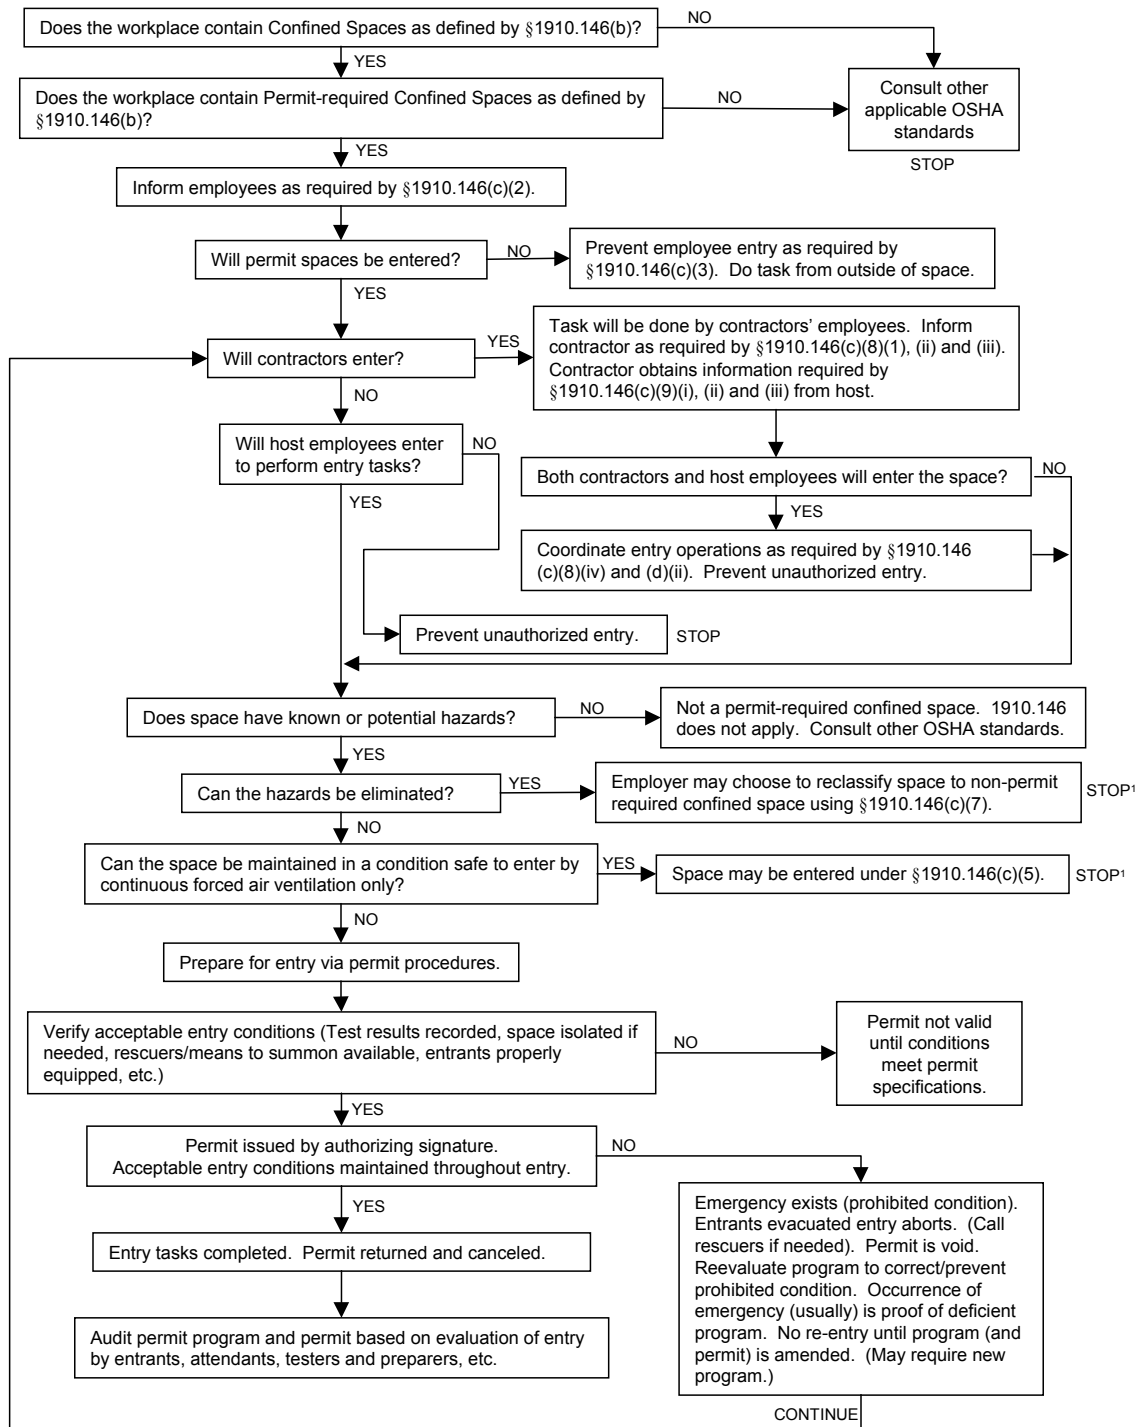 Does the workplace contain Confined Spaces as defined by §1910.146(b)?
NO
YES
Does the workplace contain Permit-required Confined Spaces as defined by
§1910.146(b)?
NO
Consult other
applicable OSHA
standards
STOP
YES
Inform employees as required by §1910.146(c)(2).
Will permit spaces be entered?
NO
Prevent employee entry as required by
§1910.146(c)(3).  Do task from outside of space.
YES
Will contractors enter?
YES
Task will be done by contractors’ employees.  Inform
contractor as required by §1910.146(c)(8)(1), (ii) and (iii).
Contractor obtains information required by
§1910.146(c)(9)(i), (ii) and (iii) from host.
NO
Will host employees enter
to perform entry tasks?
NO
YES
Both contractors and host employees will enter the space?
NO
YES
Coordinate entry operations as required by §1910.146
(c)(8)(iv) and (d)(ii).  Prevent unauthorized entry.
Prevent unauthorized entry.
STOP
Does space have known or potential hazards?
NO
Not a permit-required confined space.  1910.146
does not apply.  Consult other OSHA standards.
YES
Can the hazards be eliminated?
YES
Employer may choose to reclassify space to non-permit
required confined space using §1910.146(c)(7).
STOP¹
NO
Can the space be maintained in a condition safe to enter by
continuous forced air ventilation only?
YES
Space may be entered under §1910.146(c)(5).
STOP¹
NO
Prepare for entry via permit procedures.
Verify acceptable entry conditions (Test results recorded, space isolated if
needed, rescuers/means to summon available, entrants properly
equipped, etc.)
NO
Permit not valid
until conditions
meet permit
specifications.
YES
Permit issued by authorizing signature.
Acceptable entry conditions maintained throughout entry.
NO
YES
Emergency exists (prohibited condition).
Entrants evacuated entry aborts.  (Call
rescuers if needed).  Permit is void.
Reevaluate program to correct/prevent
prohibited condition.  Occurrence of
emergency (usually) is proof of deficient
program.  No re-entry until program (and
permit) is amended.  (May require new
program.)
Entry tasks completed.  Permit returned and canceled.
Audit permit program and permit based on evaluation of entry
by entrants, attendants, testers and preparers, etc.
CONTINUE